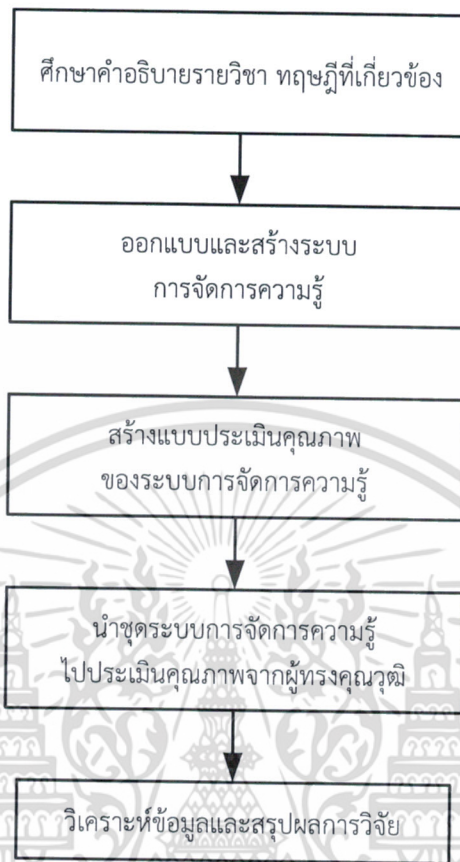 ศึกษาคำอธิบายรายวิชา ทฤษฎีที่เกี่ยวข้อง
ออกแบบและสร้างระบบ
การจัดการความรู้
สร้างแบบประเมินคุณภาพ
ของระบบการจัดการความรู้
นำชุดระบบการจัดการความรู้
ไปประเมินคุณภาพจากผู้ทรงคุณวุฒิ
วิเคราะห์ข้อมูลและสรุปผลการวิจัย